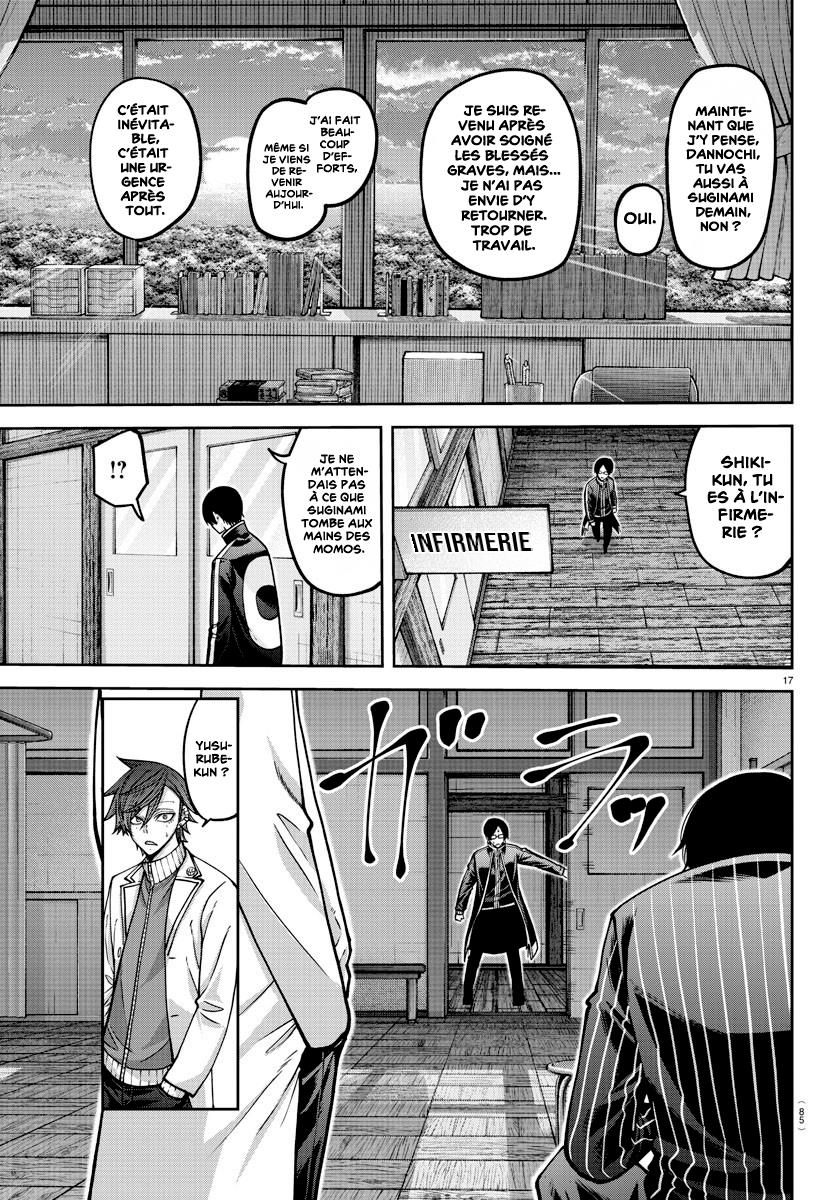 MAINTE-
NANT QUE
J'Y PENSE,
DANNOCHI,
TU VAS
AUSSI À
SUGINAMI
DEMAIN,
NON ?
OUI.
JE SUIS RE-
VENU APRÈS
AVOIR SOIGNÉ
LES BLESSÉS
GRAVES, MAIS...
JE N'AI PAS
ENVIE D'Y
RETOURNER.
TROP DE
TRAVAIL.
J'AI FAIT
BEAU-
COUP
D'EF-
FORTS,
MÊME SI
JE VIENS
DE RE-
VENIR
AUJOUR-
D'HUI.
C'ÉTAIT
INÉVITA-
BLE,
C'ÉTAIT
UNE UR-
GENCE
APRÈS
TOUT.
SHIKI-
KUN, TU
ES À L'IN-
FIRME-
RIE ?
INFIRMERIE
JE NE
M'ATTEN-
DAIS PAS
À CE QUE
SUGINAMI
TOMBE AUX
MAINS DES
MOMOS.
!?
17
ガラッ
YUSU-
RUBE-
KUN ?
(85)